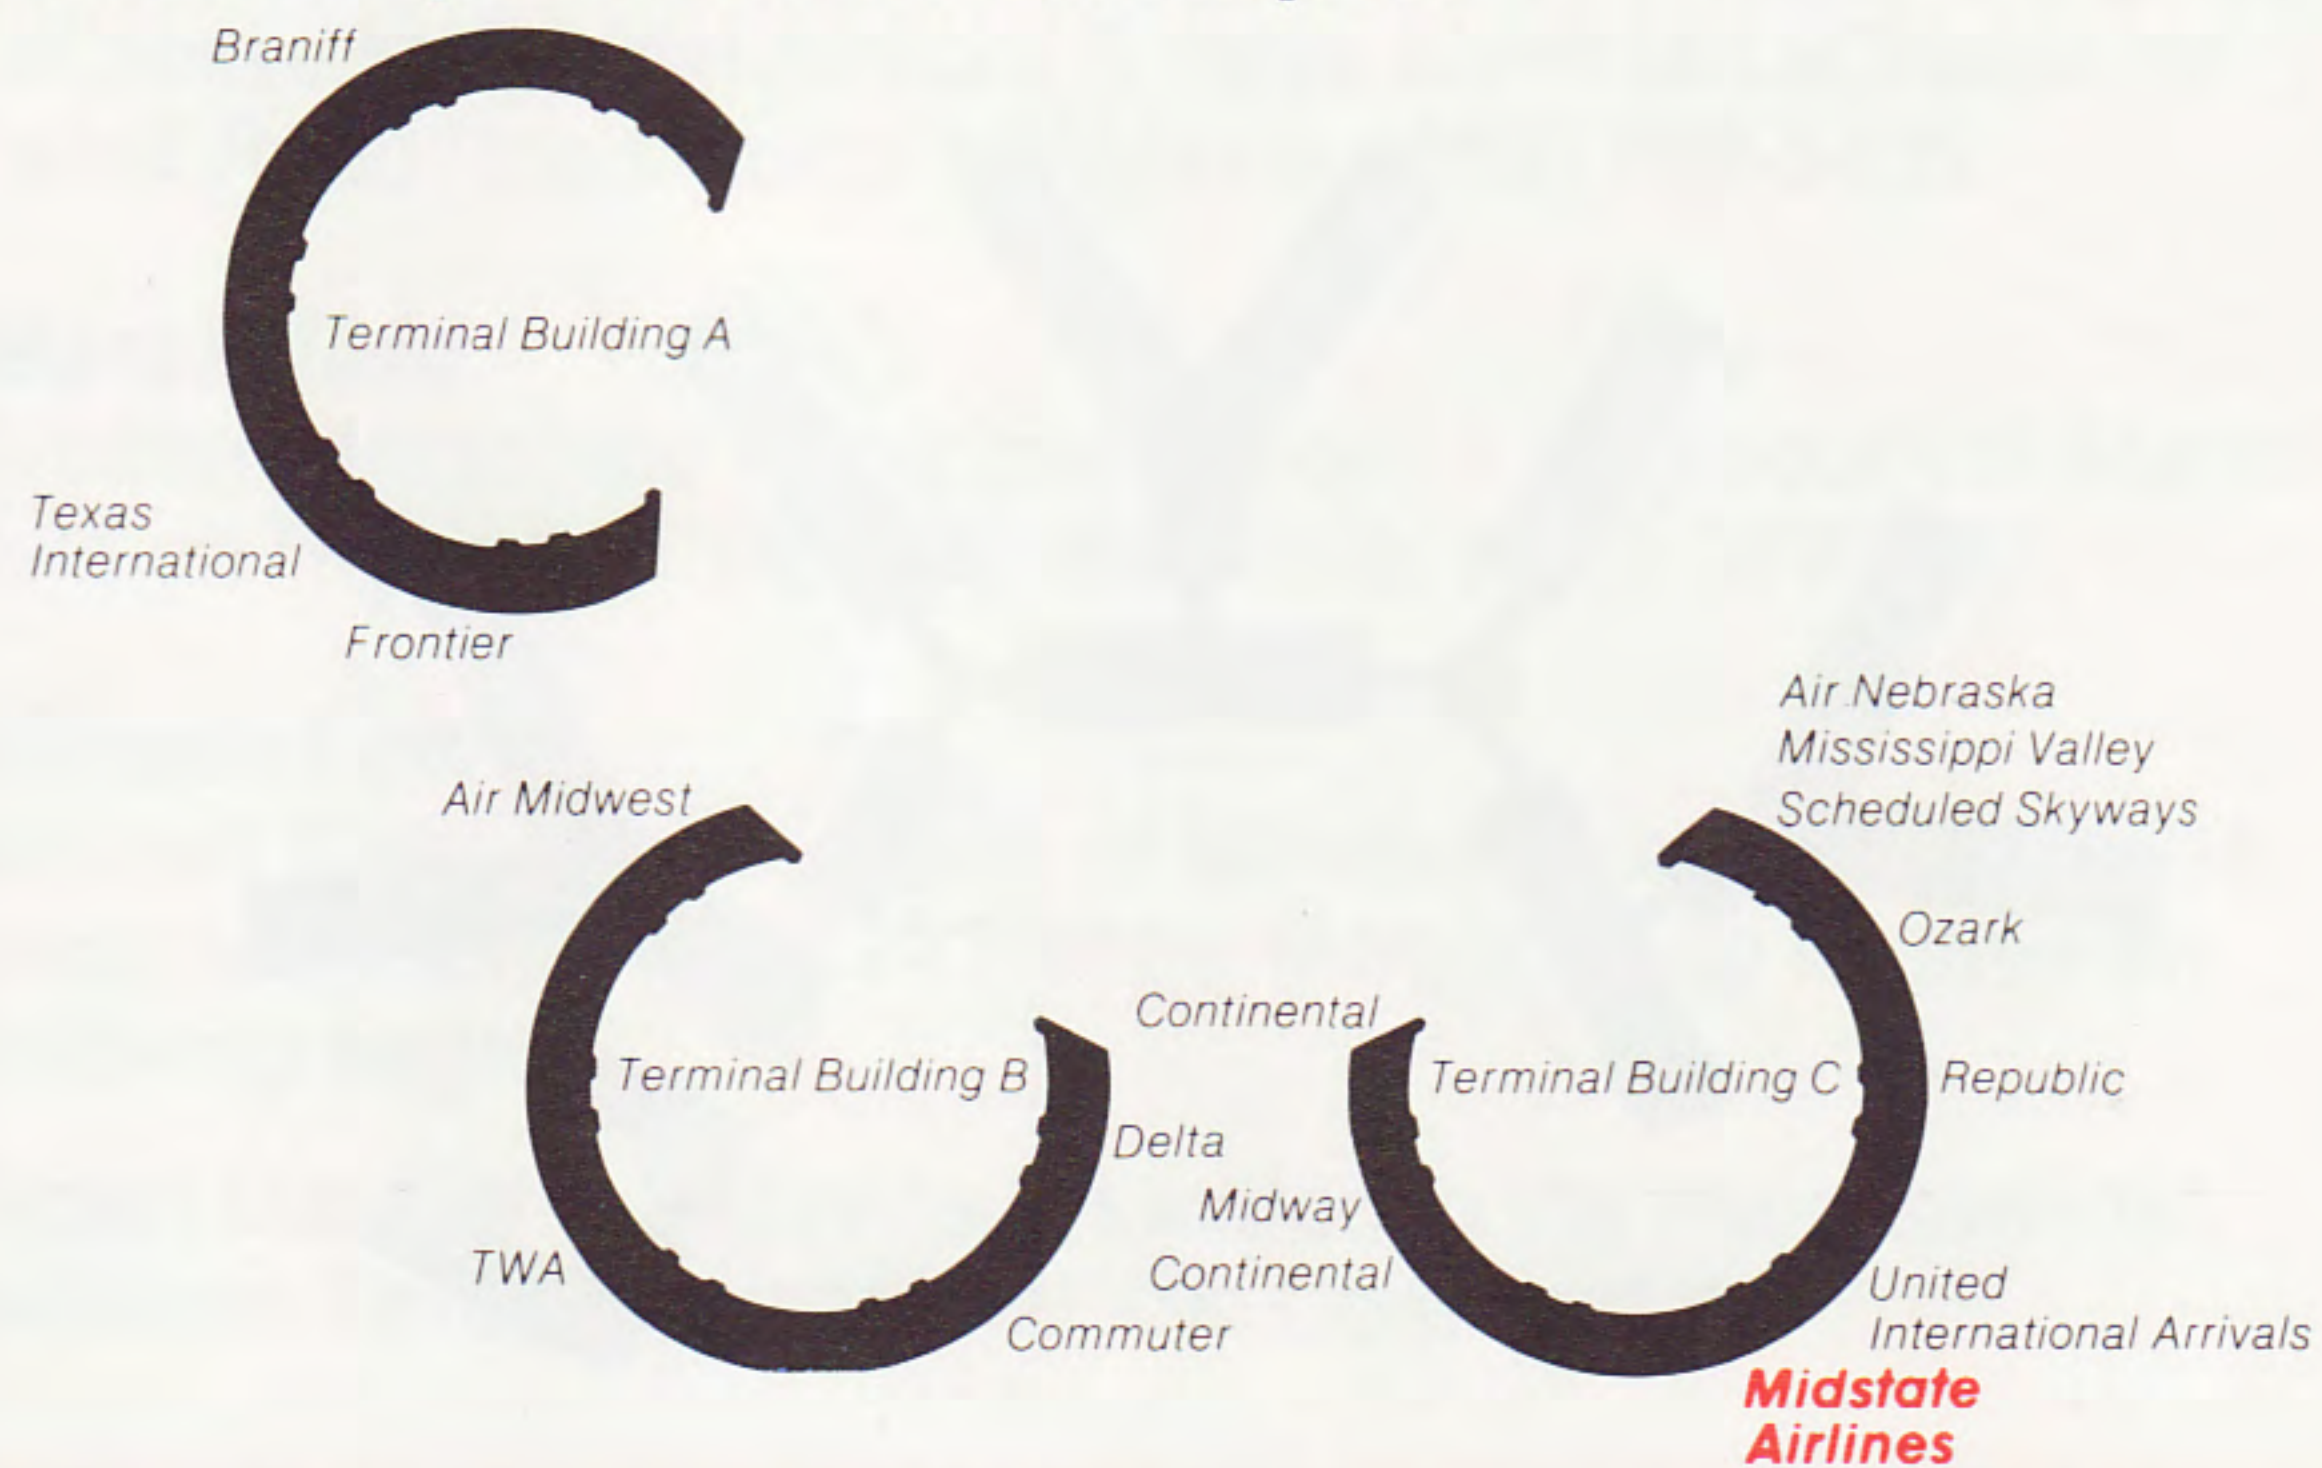 Braniff
Terminal Building A
Texas
International
Frontier
Air Midwest
Terminal Building B
Delta
TWA
Commuter
Air Nebraska
Mississippi Valley
Scheduled Skyways
Ozark
Continental
Terminal Building C
Republic
Midway
Continental
United
International Arrivals
Midstate
Airlines